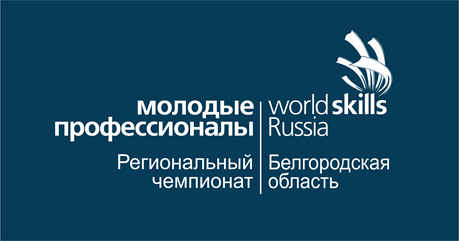 молодые
профессионалы
worldskills
Russia
Региональный
чемпионат
Белгородская
область